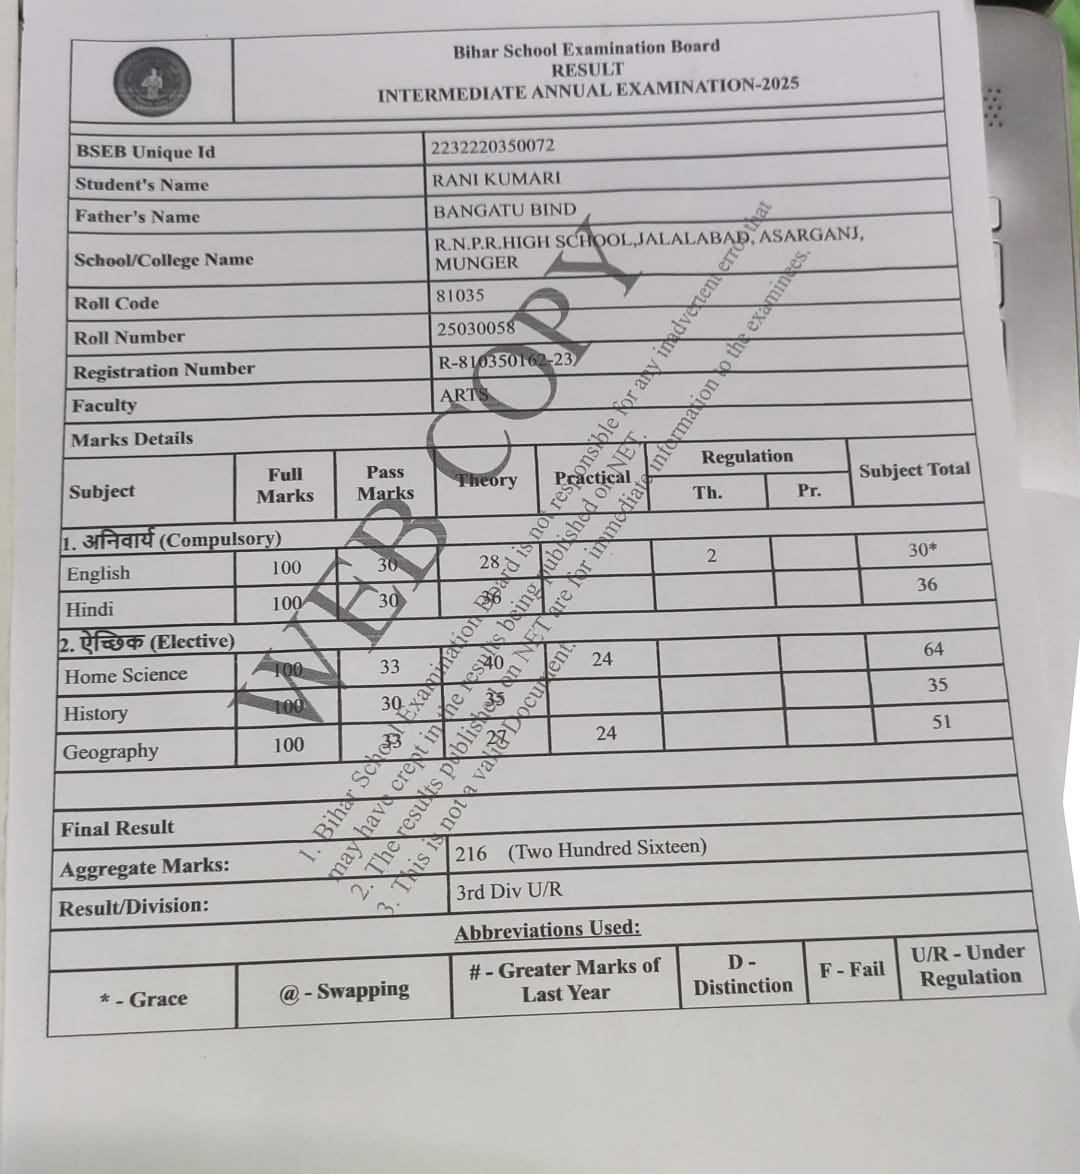 Bihar School Examination Board
RESULT
INTERMEDIATE ANNUAL EXAMINATION-2025
BSEB Unique Id 2232220350072
Student's Name RANI KUMARI
Father's Name BANGATU BIND
School/College Name R.N.P.R.HIGH SCHOOL,JALALABAD, ASARGANJ,
MUNGER
Roll Code 81035
Roll Number 25030058
Registration Number R-810350162-23
Faculty ARTS
Marks Details
Subject Full Marks Pass Marks Theory Practical Regulation Th. Pr. Subject Total
1. अनिवार्य (Compulsory)
English 100 30 28 2 30*
Hindi 100 30 36 36
2. ऐच्छिक (Elective)
Home Science 100 33 40 24 64
History 100 30 35 35
Geography 100 33 27 24 51
Final Result
Aggregate Marks: 216 (Two Hundred Sixteen)
Result/Division: 3rd Div U/R
Abbreviations Used:
* - Grace @ - Swapping # - Greater Marks of Last Year D - Distinction F - Fail U/R - Under Regulation
WEB COPY
1. Bihar School Examination Board is not responsible for any inadvertent error that
may have crept in the results being published on NET.
2. The results published on NET are for immediate information to the examinees.
3. This is not a valid Document.